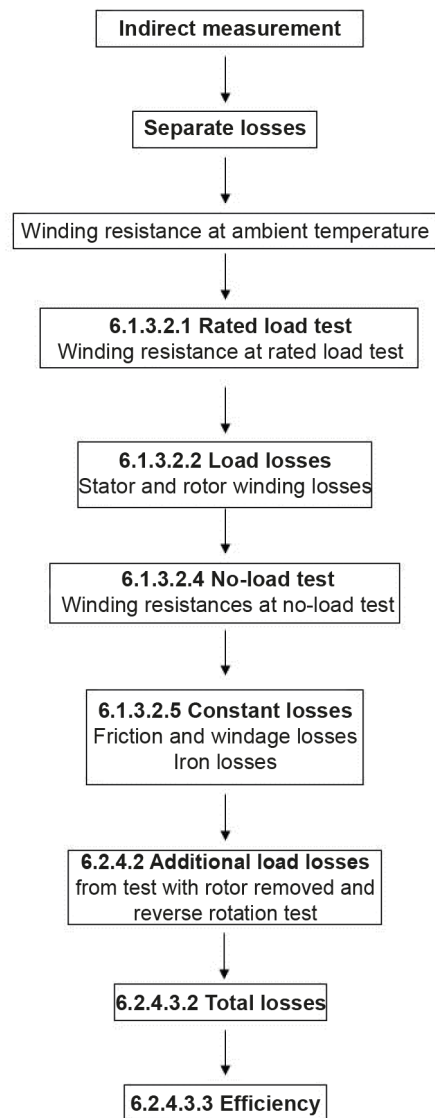 Indirect measurement
Separate losses
Winding resistance at ambient temperature
6.1.3.2.1 Rated load test
Winding resistance at rated load test
6.1.3.2.2 Load losses
Stator and rotor winding losses
6.1.3.2.4 No-load test
Winding resistances at no-load test
6.1.3.2.5 Constant losses
Friction and windage losses
Iron losses
6.2.4.2 Additional load losses
from test with rotor removed and
reverse rotation test
6.2.4.3.2 Total losses
6.2.4.3.3 Efficiency